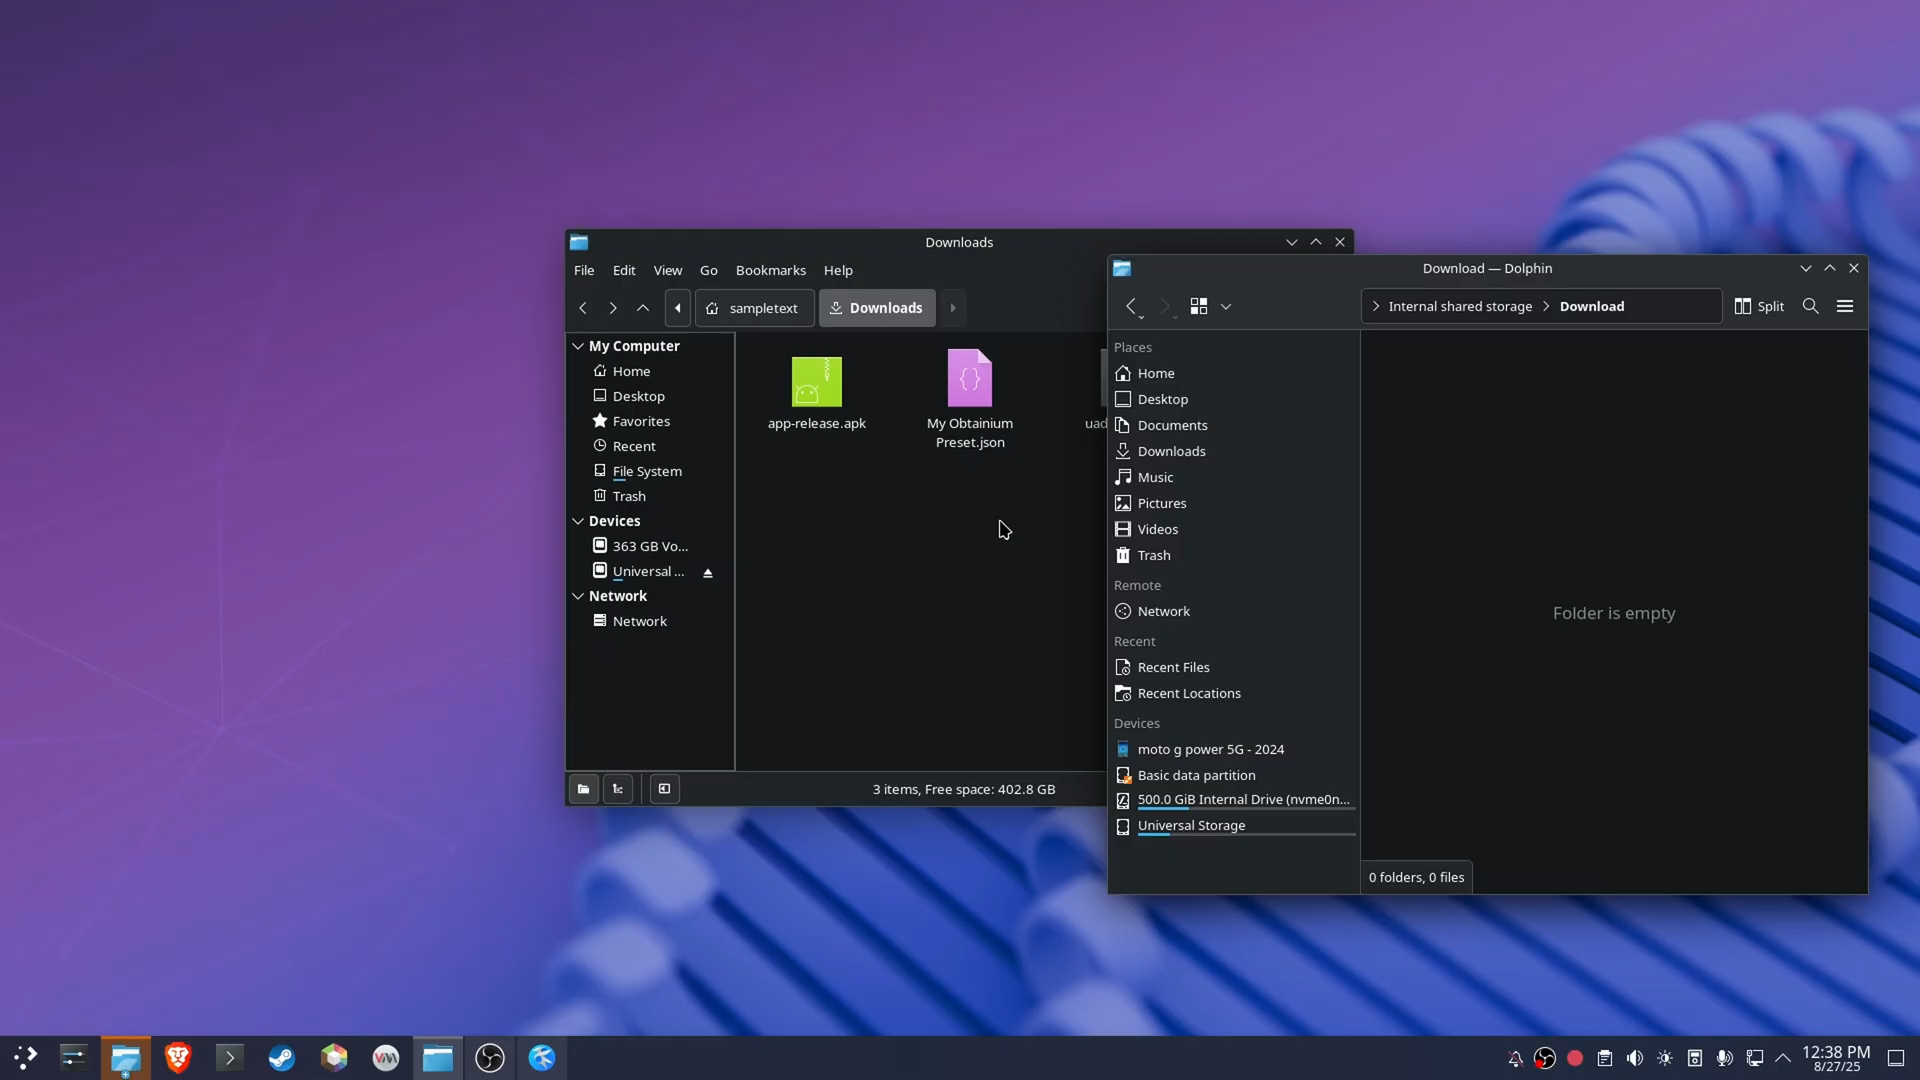 Downloads
File Edit View Go Bookmarks Help
sampletext Downloads
My Computer
Home
Desktop
Favorites
Recent
File System
Trash
Devices
363 GB Vo...
Universal ...
Network
Network
app-release.apk
My Obtainium
Preset.json
uad
3 items, Free space: 402.8 GB
Download — Dolphin
Internal shared storage Download Split
Places
Home
Desktop
Documents
Downloads
Music
Pictures
Videos
Trash
Remote
Network
Recent
Recent Files
Recent Locations
Devices
moto g power 5G - 2024
Basic data partition
500.0 GiB Internal Drive (nvme0n...
Universal Storage
Folder is empty
0 folders, 0 files
12:38 PM
8/27/25